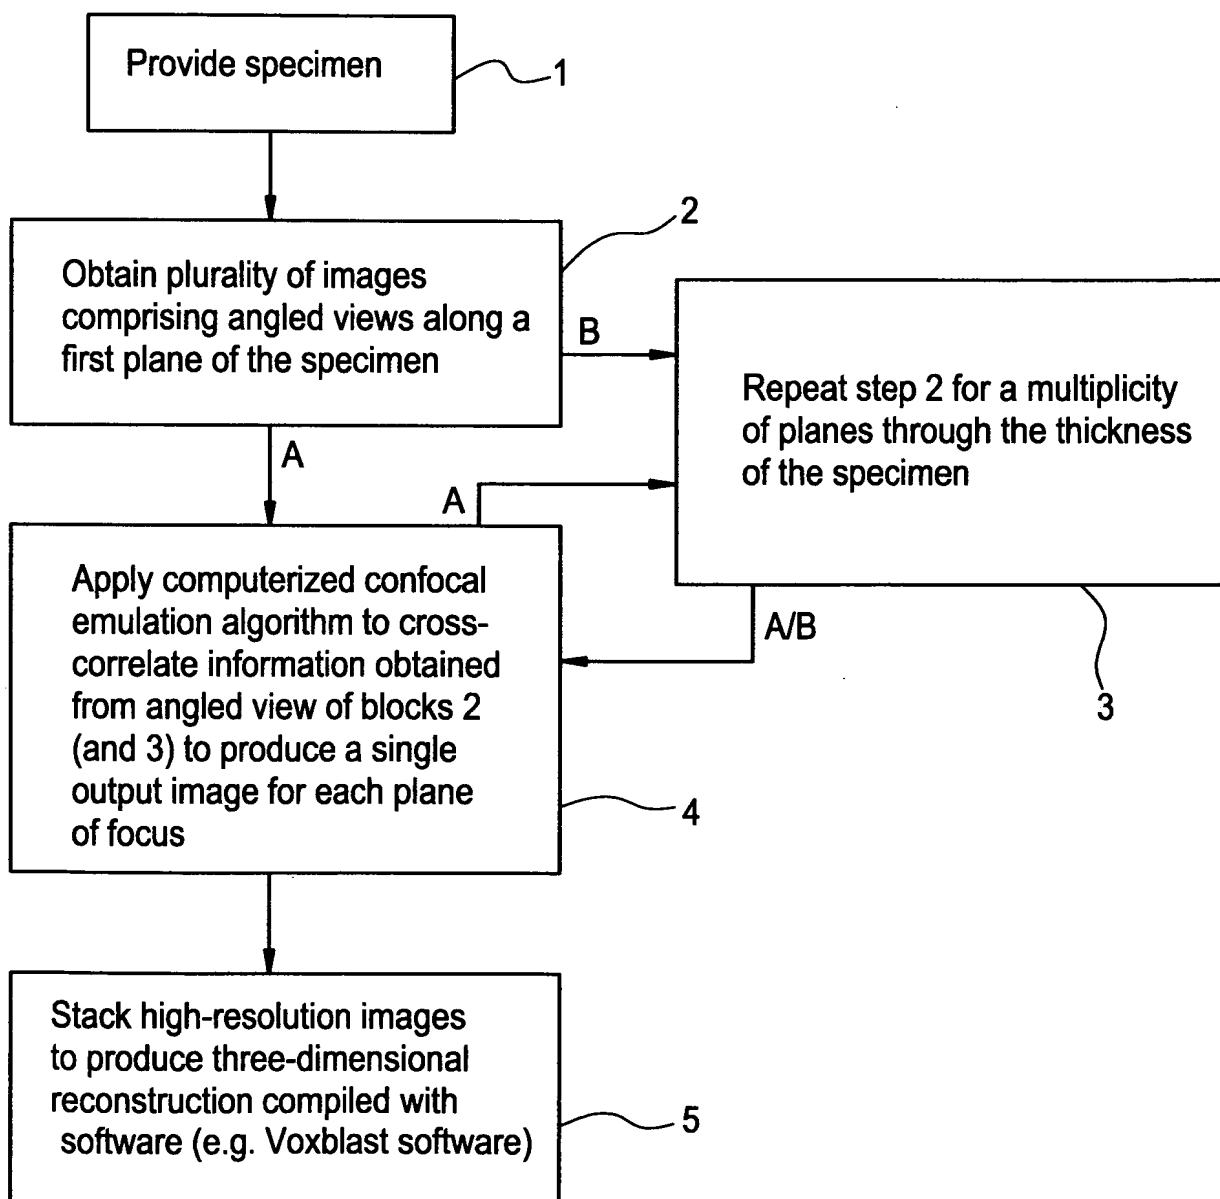 Provide specimen
1
2
Obtain plurality of images
comprising angled views along a
first plane of the specimen
B
Repeat step 2 for a multiplicity
of planes through the thickness
of the specimen
A
A
A/B
3
Apply computerized confocal
emulation algorithm to cross-
correlate information obtained
from angled view of blocks 2
(and 3) to produce a single
output image for each plane
of focus
4
Stack high-resolution images
to produce three-dimensional
reconstruction compiled with
software (e.g. Voxblast software)
5